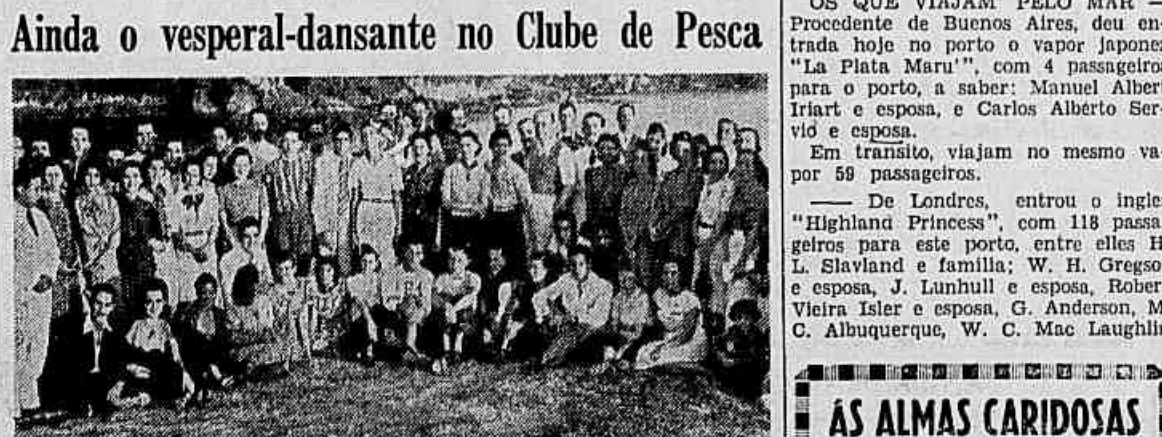 Ainda o vesperal-dansante no Clube de Pesca
OS QUE VIAJAM PELO MAR —
Procedente de Buenos Aires, deu en-
trada hoje no porto o vapor japonez
"La Plata Maru'", com 4 passageiros
para o porto, a saber: Manuel Albert
Iriart e esposa, e Carlos Alberto Ser-
vió e esposa.
Em transito, viajam no mesmo va-
por 59 passageiros.
—— De Londres, entrou o ingle
"Highland Princess", com 118 passa-
geiros para este porto, entre elles H
L. Slavland e familia; W. H. Gregso
e esposa, J. Lunhull e esposa, Rober
Vieira Isler e esposa, G. Anderson, M
C. Albuquerque, W. C. Mac Laughli
ÁS ALMAS CARIDOSAS